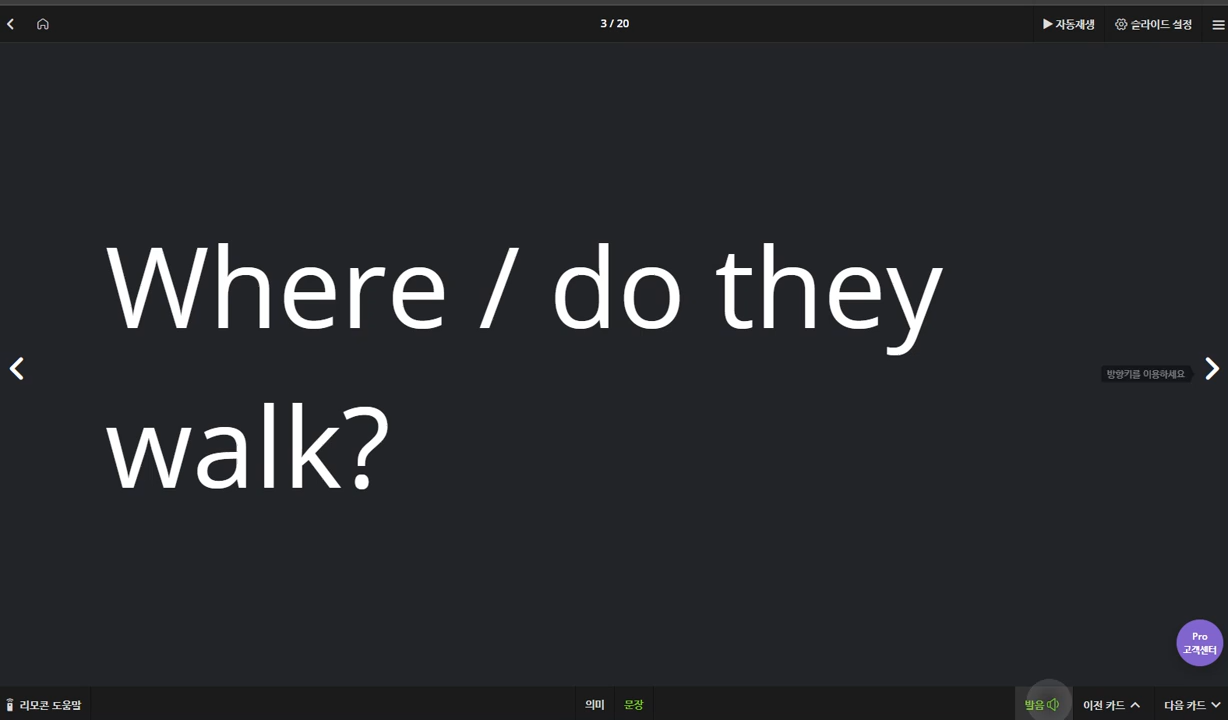 3 / 20
자동재생
슬라이드 설정
Where / do they
walk?
방향키를 이용하세요
Pro
고객센터
리모콘 도움말
의미
문장
발음
이전 카드
다음 카드